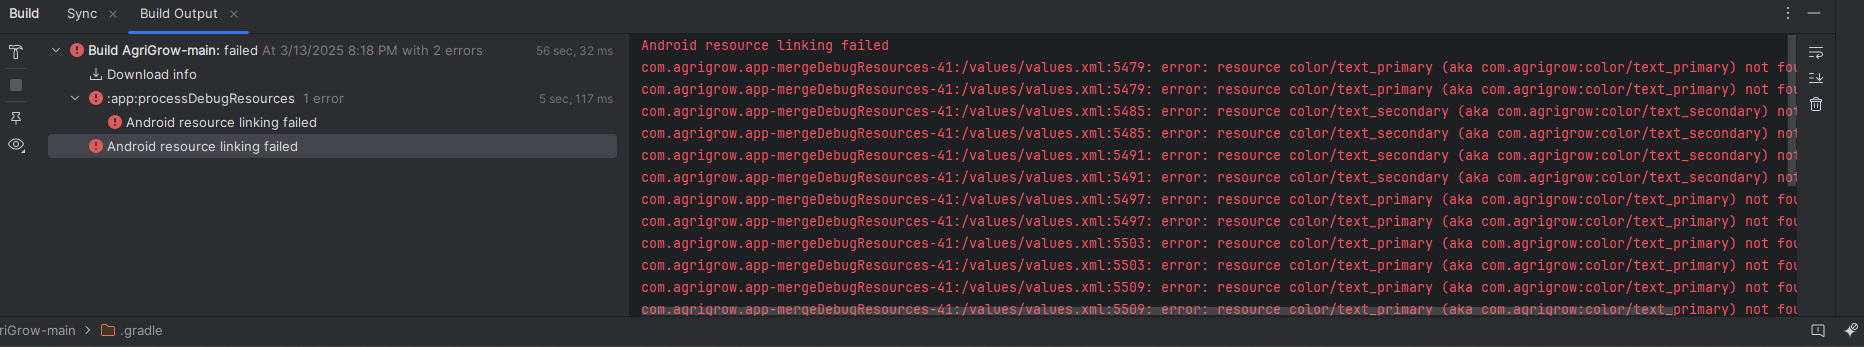 Build Sync Build Output
Build AgriGrow-main: failed At 3/13/2025 8:18 PM with 2 errors 56 sec, 32 ms
Download info
:app:processDebugResources 1 error 5 sec, 117 ms
Android resource linking failed
Android resource linking failed
Android resource linking failed
com.agrigrow.app-mergeDebugResources-41:/values/values.xml:5479: error: resource color/text_primary (aka com.agrigrow:color/text_primary) not fou
com.agrigrow.app-mergeDebugResources-41:/values/values.xml:5479: error: resource color/text_primary (aka com.agrigrow:color/text_primary) not fou
com.agrigrow.app-mergeDebugResources-41:/values/values.xml:5485: error: resource color/text_secondary (aka com.agrigrow:color/text_secondary) not
com.agrigrow.app-mergeDebugResources-41:/values/values.xml:5485: error: resource color/text_secondary (aka com.agrigrow:color/text_secondary) not
com.agrigrow.app-mergeDebugResources-41:/values/values.xml:5491: error: resource color/text_secondary (aka com.agrigrow:color/text_secondary) not
com.agrigrow.app-mergeDebugResources-41:/values/values.xml:5491: error: resource color/text_secondary (aka com.agrigrow:color/text_secondary) not
com.agrigrow.app-mergeDebugResources-41:/values/values.xml:5497: error: resource color/text_primary (aka com.agrigrow:color/text_primary) not fou
com.agrigrow.app-mergeDebugResources-41:/values/values.xml:5497: error: resource color/text_primary (aka com.agrigrow:color/text_primary) not fou
com.agrigrow.app-mergeDebugResources-41:/values/values.xml:5503: error: resource color/text_primary (aka com.agrigrow:color/text_primary) not fou
com.agrigrow.app-mergeDebugResources-41:/values/values.xml:5503: error: resource color/text_primary (aka com.agrigrow:color/text_primary) not fou
com.agrigrow.app-mergeDebugResources-41:/values/values.xml:5509: error: resource color/text_primary (aka com.agrigrow:color/text_primary) not fou
com.agrigrow.app-mergeDebugResources-41:/values/values.xml:5509: error: resource color/text_primary (aka com.agrigrow:color/text_primary) not fou
riGrow-main > .gradle